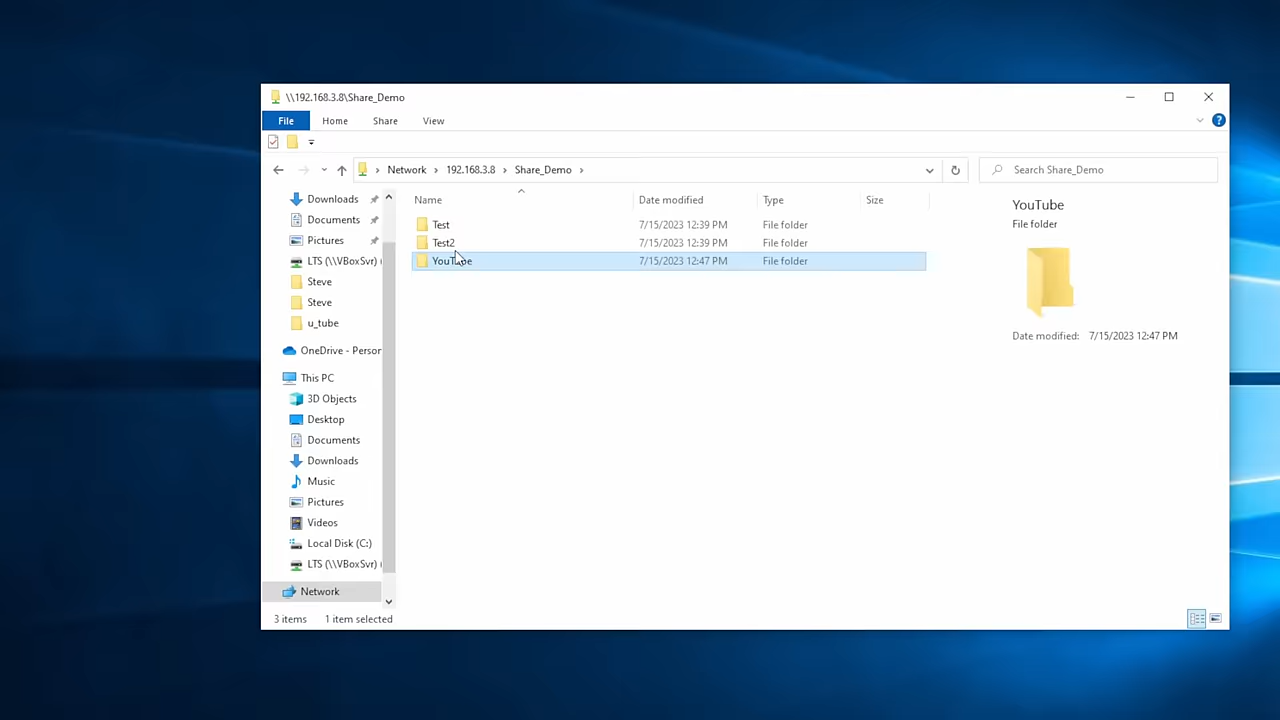 \\192.168.3.8\Share_Demo
File Home Share View
Network 192.168.3.8 Share_Demo
Search Share_Demo
Downloads
Documents
Pictures
LTS (\\VBoxSvr) (
Steve
Steve
u_tube
OneDrive - Person
This PC
3D Objects
Desktop
Documents
Downloads
Music
Pictures
Videos
Local Disk (C:)
LTS (\\VBoxSvr) (
Network
Name Date modified Type Size
Test 7/15/2023 12:39 PM File folder
Test2 7/15/2023 12:39 PM File folder
YouTube 7/15/2023 12:47 PM File folder
YouTube
File folder
Date modified: 7/15/2023 12:47 PM
3 items 1 item selected